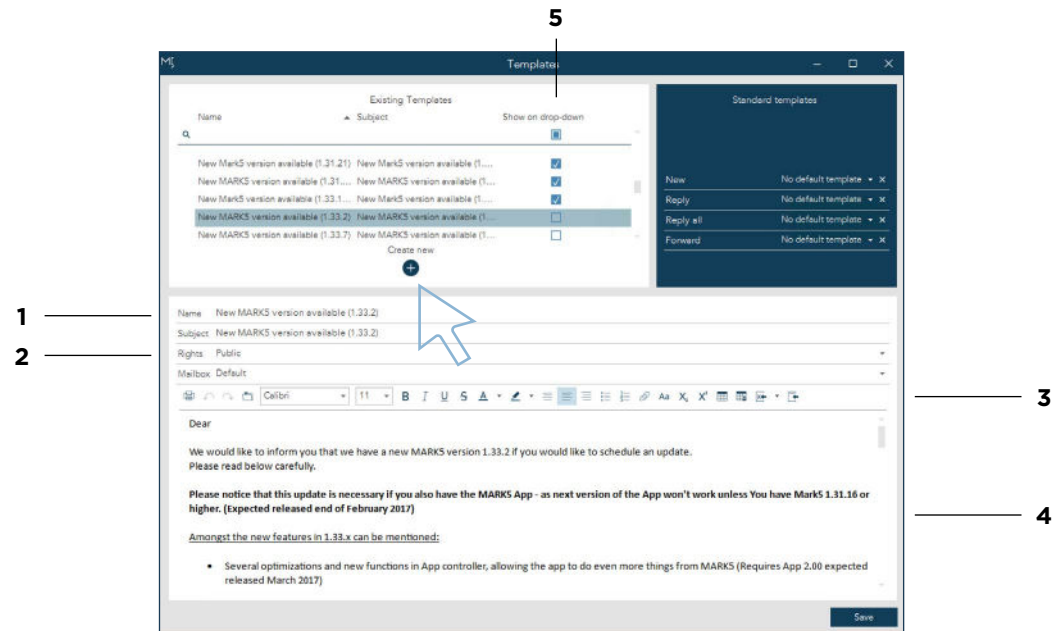 5
M5 Templates
Existing Templates
Standard templates
Name Subject Show on drop-down
New Mark5 version available (1.31.21) New Mark5 version available (1....
New MARK5 version available (1.31.... New MARK5 version available (1....
New Mark5 version available (1.33.1... New Mark5 version available (1....
New MARK5 version available (1.33.2) New MARK5 version available (1....
New MARK5 version available (1.33.7) New MARK5 version available (1....
Create new
New No default template
Reply No default template
Reply all No default template
Forward No default template
1
Name New MARK5 version available (1.33.2)
Subject New MARK5 version available (1.33.2)
2
Rights Public
Mailbox Default
Calibri 11 B I U S A Aa X, X'
3
Dear
We would like to inform you that we have a new MARK5 version 1.33.2 if you would like to schedule an update.
Please read below carefully.
Please notice that this update is necessary if you also have the MARK5 App - as next version of the App won't work unless You have Mark5 1.31.16 or
higher. (Expected released end of February 2017)
4
Amongst the new features in 1.33.x can be mentioned:
• Several optimizations and new functions in App controller, allowing the app to do even more things from MARK5 (Requires App 2.00 expected
released March 2017)
Save